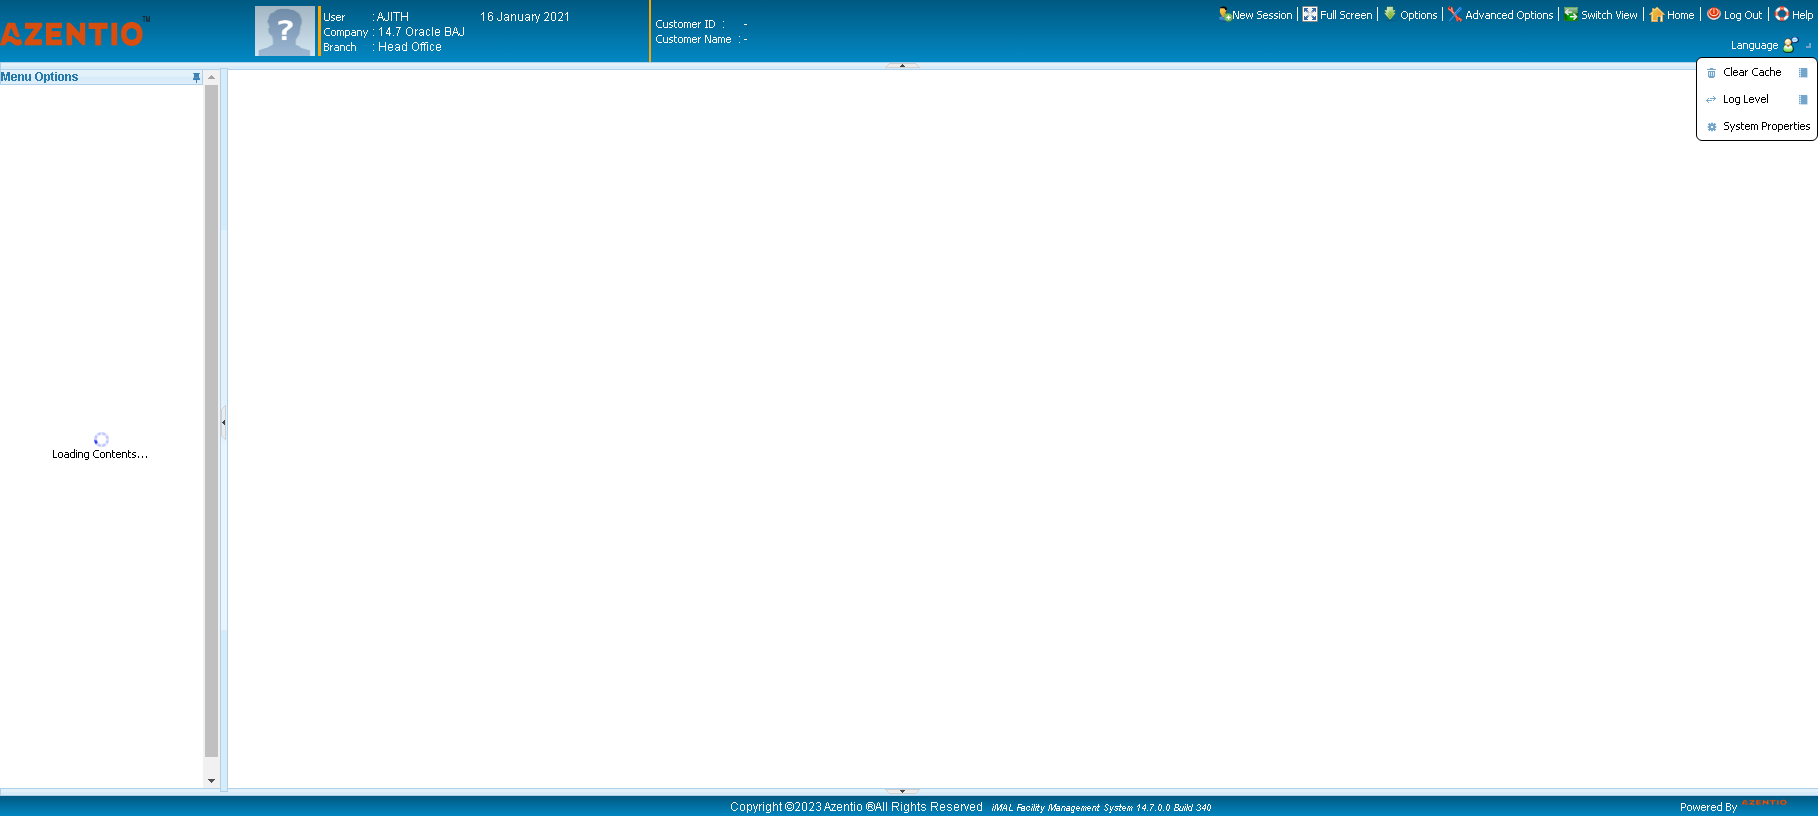 AZENTIO™
User : AJITH 16 January 2021
Company : 14.7 Oracle BAJ
Branch : Head Office
Customer ID : -
Customer Name : -
New Session Full Screen Options Advanced Options Switch View Home Log Out Help
Language
Clear Cache
Log Level
System Properties
Menu Options
Loading Contents...
Copyright ©2023 Azentio ®All Rights Reserved iMAL Facility Management System 14.7.0.0 Build 340
Powered By AZENTIO